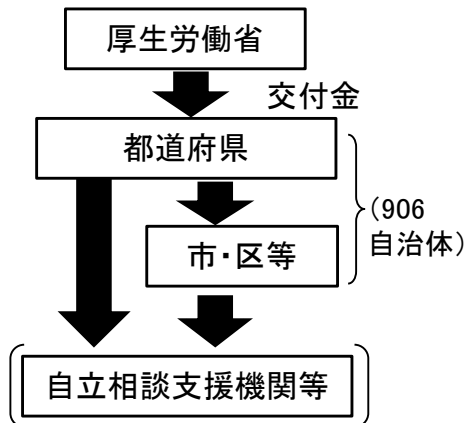 厚生労働省
交付金
都道府県
(906
自治体)
市・区等
自立相談支援機関等